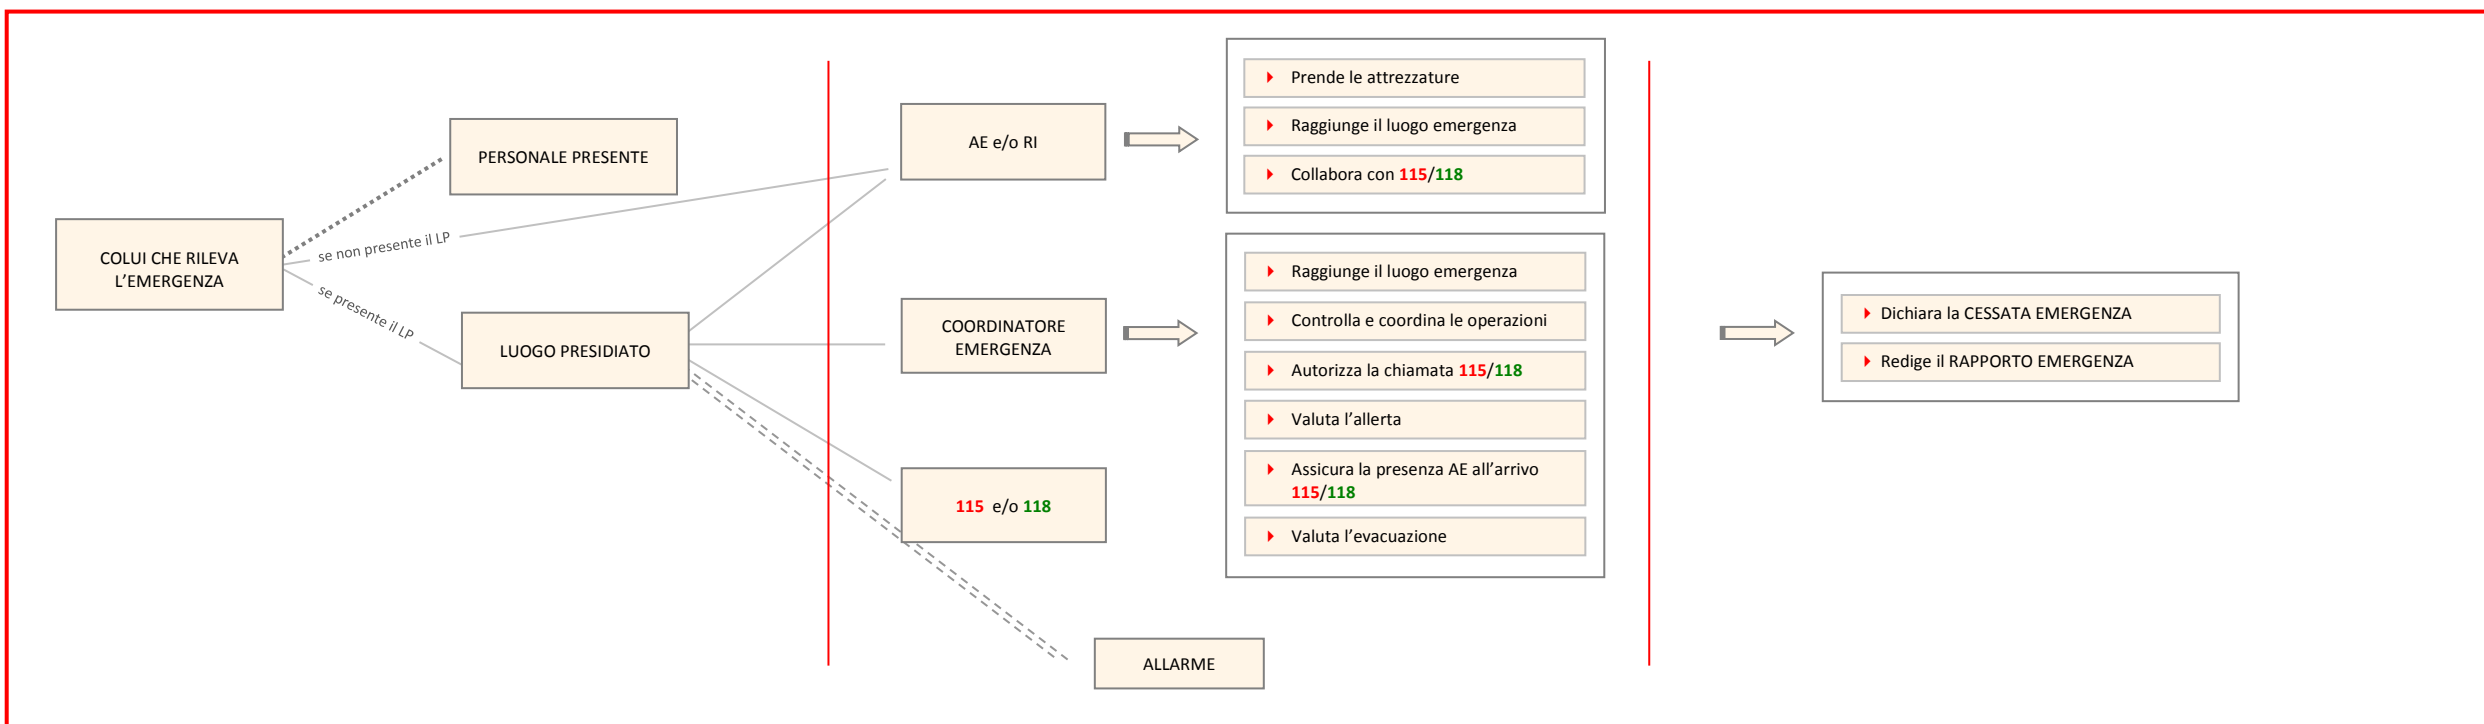 COLUI CHE RILEVA
L’EMERGENZA
PERSONALE PRESENTE
se non presente il LP
se presente il LP
LUOGO PRESIDIATO
AE e/o RI
COORDINATORE
EMERGENZA
115 e/o 118
ALLARME
Prende le attrezzature
Raggiunge il luogo emergenza
Collabora con 115/118
Raggiunge il luogo emergenza
Controlla e coordina le operazioni
Autorizza la chiamata 115/118
Valuta l’allerta
Assicura la presenza AE all’arrivo
115/118
Valuta l’evacuazione
Dichiara la CESSATA EMERGENZA
Redige il RAPPORTO EMERGENZA